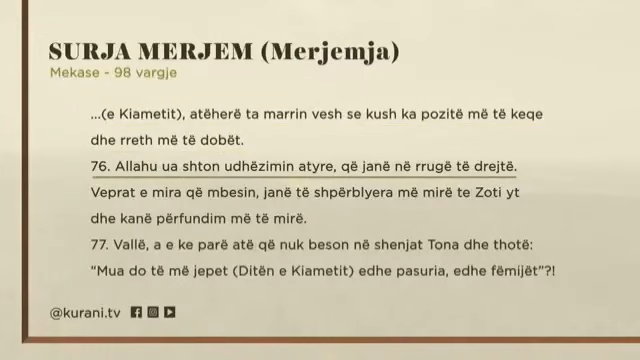 SURJA MERJEM (Merjemja)
Mekase - 98 vargje
...(e Kiametit), atëherë ta marrin vesh se kush ka pozitë më të keqe
dhe rreth më të dobët.
76. Allahu ua shton udhëzimin atyre, që janë në rrugë të drejtë.
Veprat e mira që mbesin, janë të shpërblyera më mirë te Zoti yt
dhe kanë përfundim më të mirë.
77. Vallë, a e ke parë atë që nuk beson në shenjat Tona dhe thotë:
"Mua do të më jepet (Ditën e Kiametit) edhe pasuria, edhe fëmijët"?!
@kurani.tv